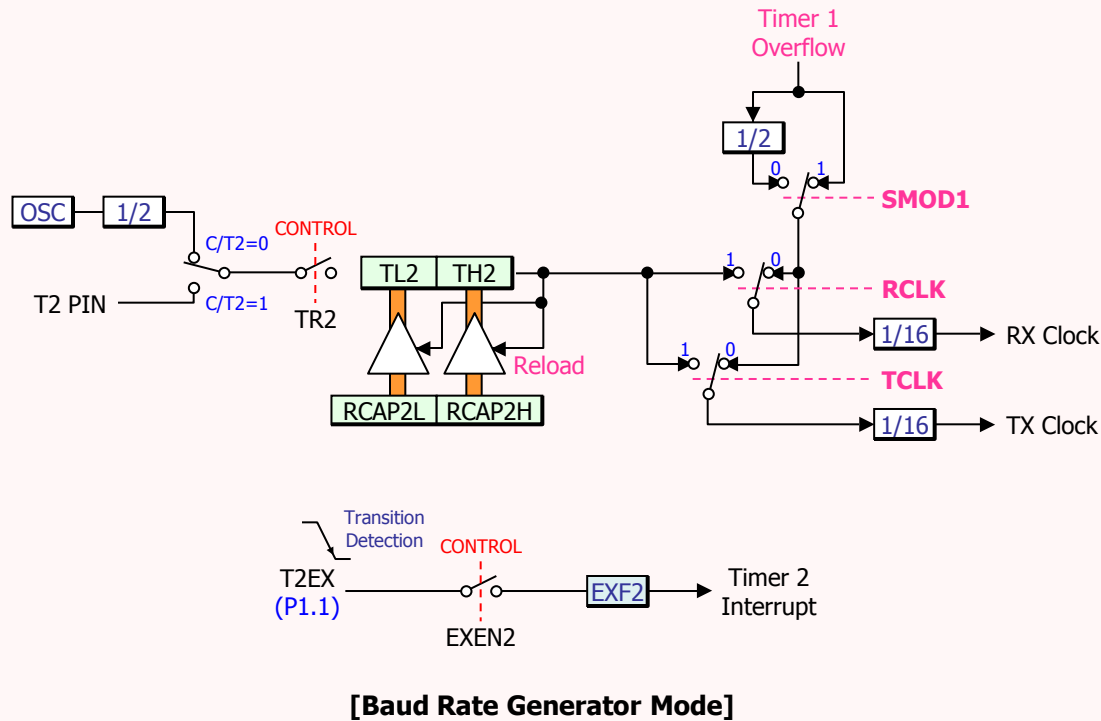 Timer 1
Overflow
1/2
0 1
SMOD1
OSC 1/2
C/T2=0
CONTROL
TL2 TH2
1 0
RCLK
T2 PIN
C/T2=1
TR2
1/16
RX Clock
Reload
1 0
TCLK
RCAP2L RCAP2H
1/16
TX Clock
Transition
Detection
CONTROL
T2EX
(P1.1)
EXF2
Timer 2
Interrupt
EXEN2
[Baud Rate Generator Mode]